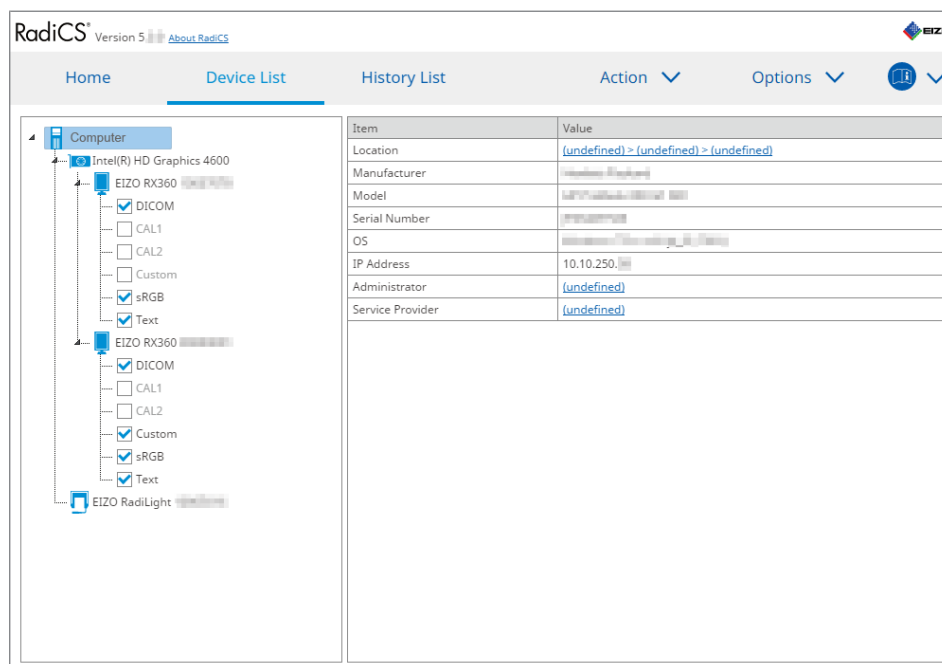 RadiCS® Version 5. About RadiCS EIZ
Home Device List History List Action Options
Computer
Intel(R) HD Graphics 4600
EIZO RX360
DICOM
CAL1
CAL2
Custom
sRGB
Text
EIZO RX360
DICOM
CAL1
CAL2
Custom
sRGB
Text
EIZO RadiLight
Item Value
Location (undefined) > (undefined) > (undefined)
Manufacturer
Model
Serial Number
OS
IP Address 10.10.250.
Administrator (undefined)
Service Provider (undefined)